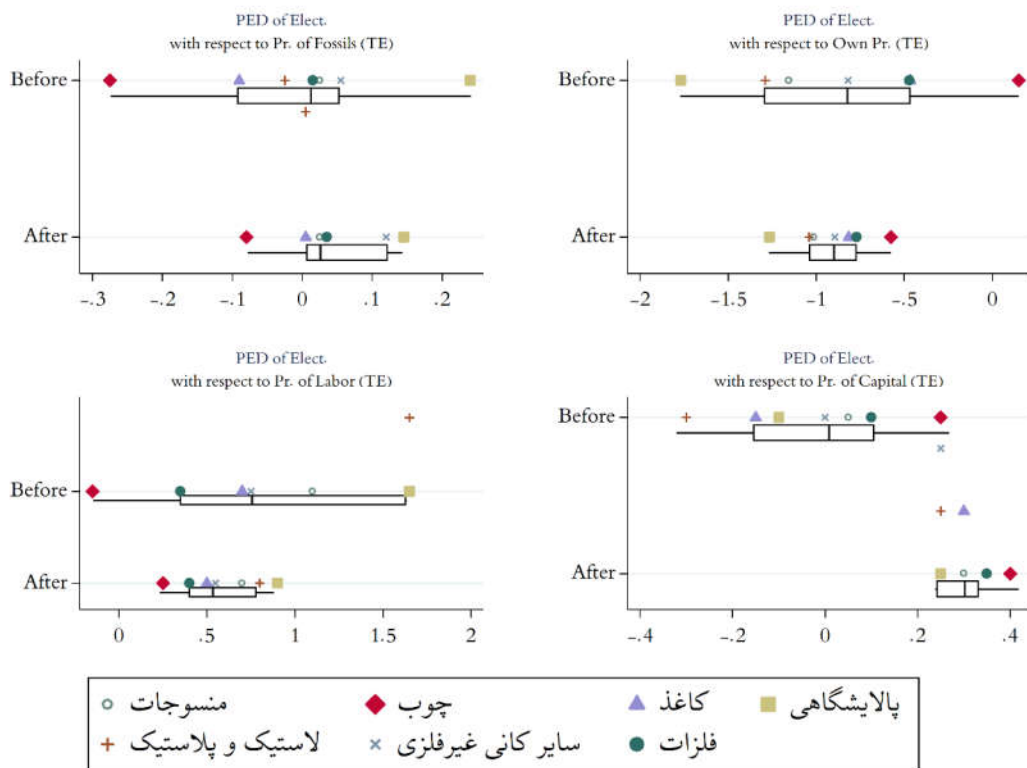 PED of Elect.
with respect to Pr. of Fossils (TE)
Before
After
-.3 -.2 -.1 0 .1 .2
PED of Elect.
with respect to Own Pr. (TE)
Before
After
-2 -1.5 -1 -.5 0
PED of Elect.
with respect to Pr. of Labor (TE)
Before
After
0 .5 1 1.5 2
PED of Elect.
with respect to Pr. of Capital (TE)
Before
After
-.4 -.2 0 .2 .4
منسوجات چوب کاغذ پالایشگاهی
لاستیک و پلاستیک سایر کانی غیرفلزی فلزات